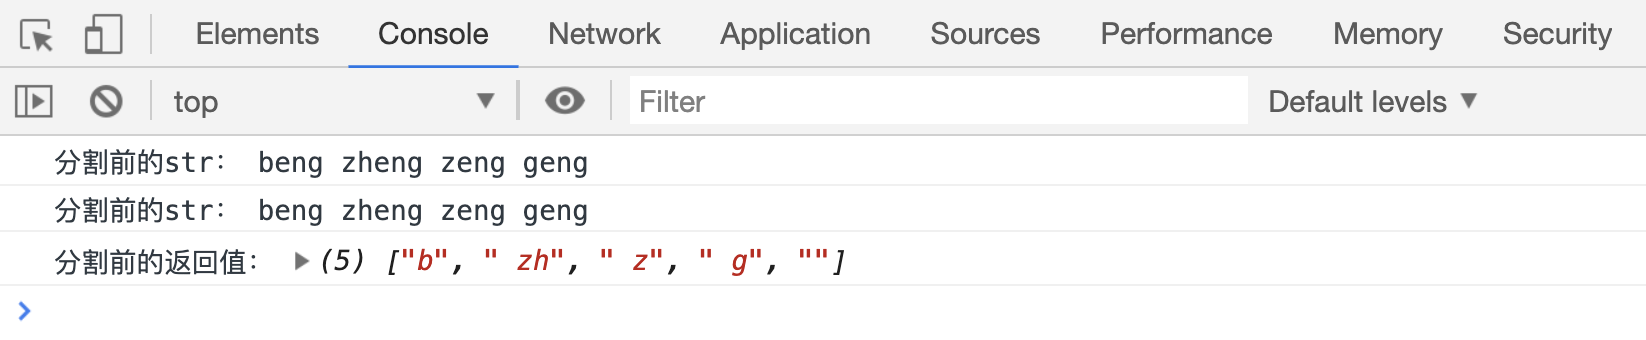 Elements Console Network Application Sources Performance Memory Security
top Filter Default levels
分割前的str： beng zheng zeng geng
分割前的str： beng zheng zeng geng
分割前的返回值： (5) ["b", " zh", " z", " g", ""]